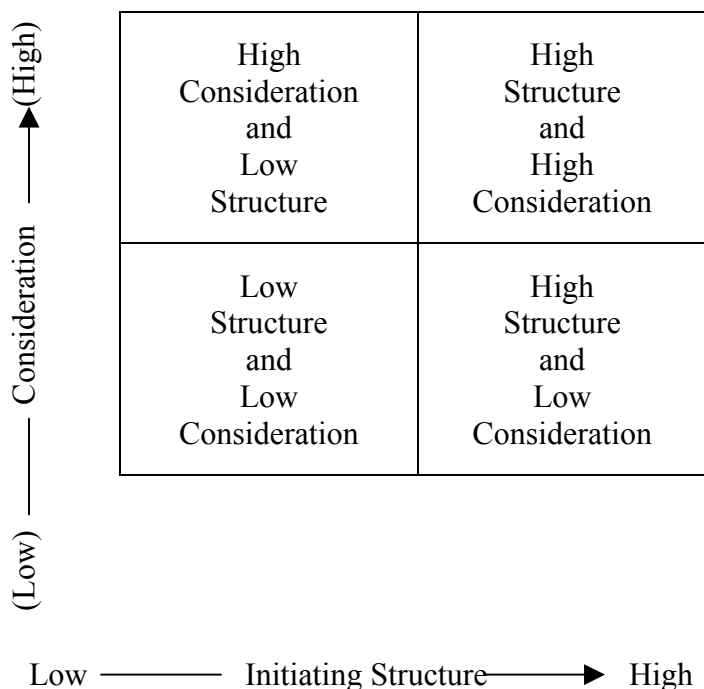 (High)
Consideration
(Low)
High
Consideration
and
Low
Structure
High
Structure
and
High
Consideration
Low
Structure
and
Low
Consideration
High
Structure
and
Low
Consideration
Low Initiating Structure High